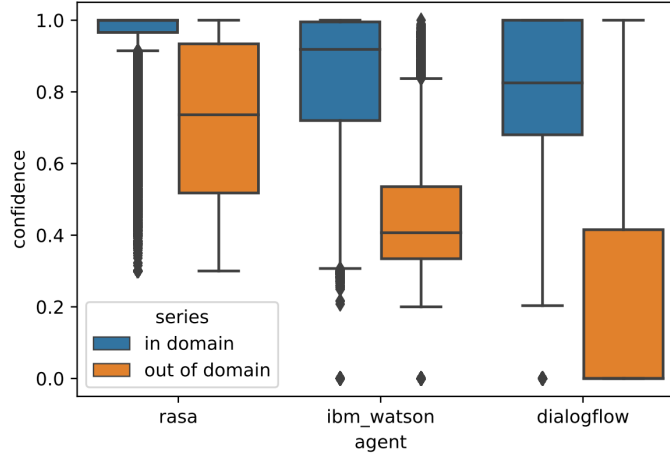 1.0
0.8
0.6
0.4
0.2
0.0
confidence
series
in domain
out of domain
rasa
ibm_watson
dialogflow
agent